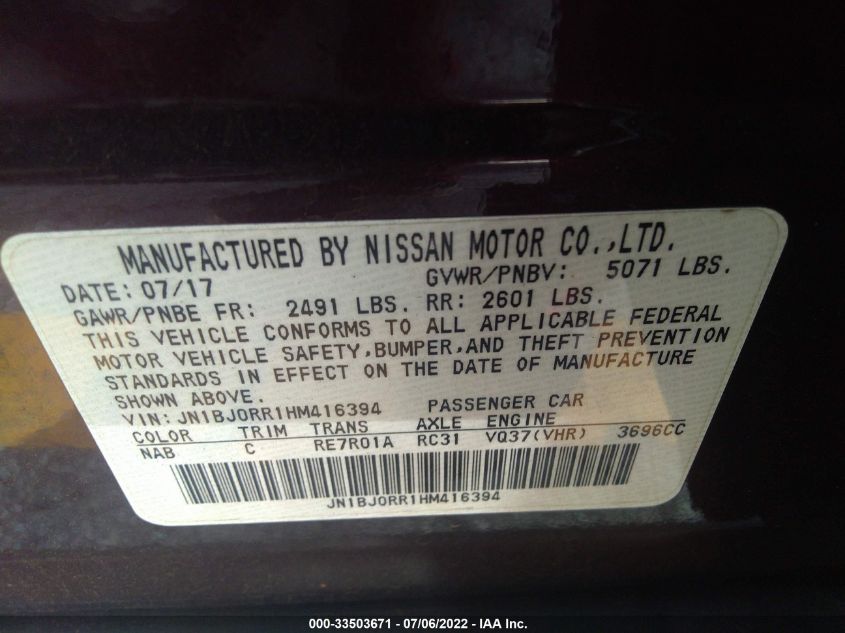 MANUFACTURED BY NISSAN MOTOR CO.,LTD.
DATE: 07/17 GVWR/PNBV: 5071 LBS.
GAWR/PNBE FR: 2491 LBS. RR: 2601 LBS.
THIS VEHICLE CONFORMS TO ALL APPLICABLE FEDERAL
MOTOR VEHICLE SAFETY,BUMPER,AND THEFT PREVENTION
STANDARDS IN EFFECT ON THE DATE OF MANUFACTURE
SHOWN ABOVE.
VIN: JN1BJ0RR1HM416394 PASSENGER CAR
COLOR TRIM TRANS AXLE ENGINE
NAB C RE7R01A RC31 VQ37(VHR) 3696CC
JN1BJ0RR1HM416394
000-33503671 - 07/06/2022 - IAA Inc.